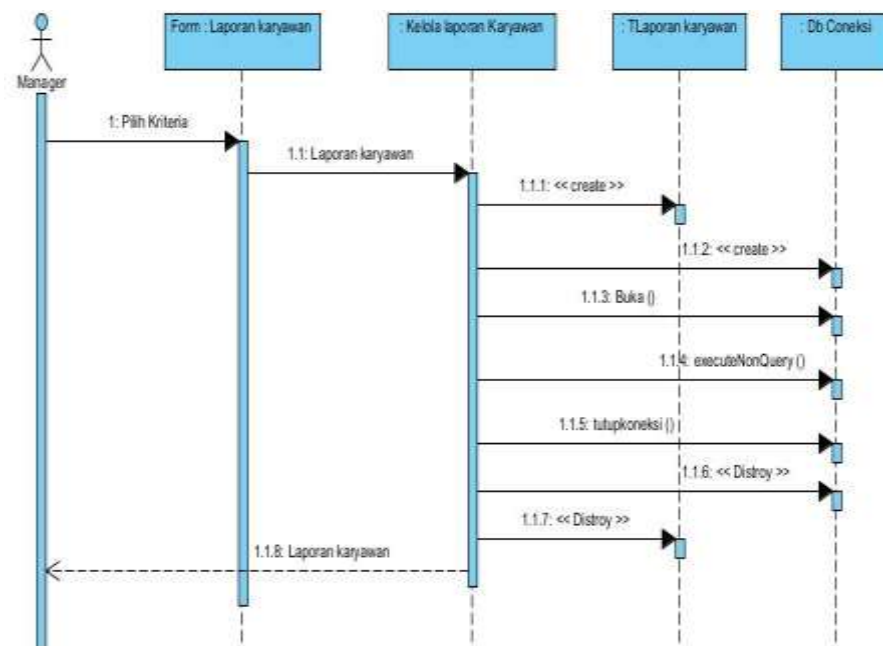 Form : Laporan karyawan
: Kelola laporan Karyawan
: TLaporan karyawan
: Db Coneksi
Manager
1: Pilih Kriteria
1.1: Laporan karyawan
1.1.1: << create >>
1.1.2: << create >>
1.1.3: Buka ()
1.1.4: executeNonQuery ()
1.1.5: tutupkoneksi ()
1.1.6: << Distroy >>
1.1.7: << Distroy >>
1.1.8: Laporan karyawan